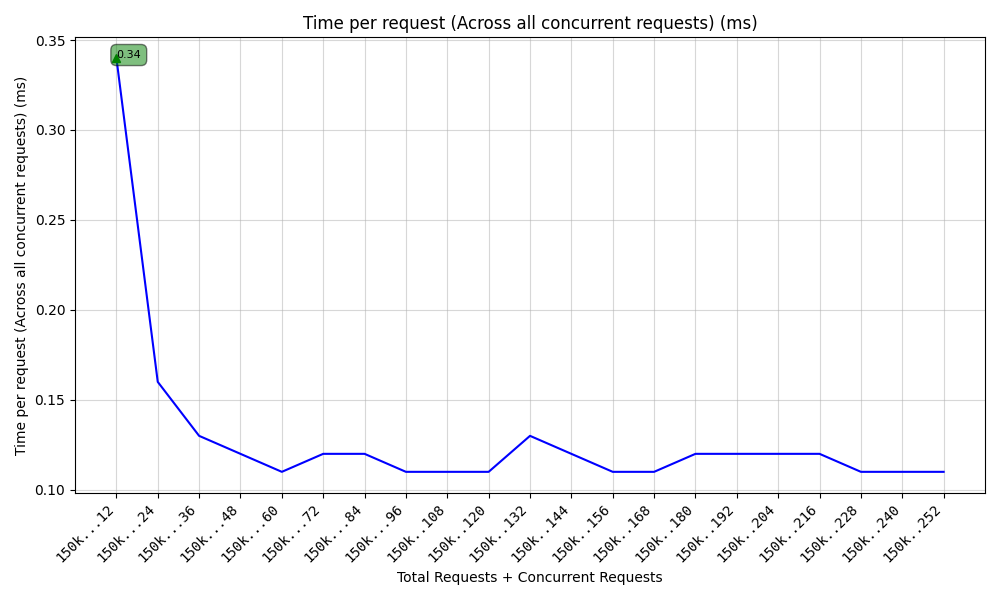 Time per request (Across all concurrent requests) (ms)
Time per request (Across all concurrent requests) (ms)
0.35
0.30
0.25
0.20
0.15
0.10
0.34
150k...12
150k...24
150k...36
150k...48
150k...60
150k...72
150k...84
150k...96
150k..108
150k..120
150k..132
150k..144
150k..156
150k..168
150k..180
150k..192
150k..204
150k..216
150k..228
150k..240
150k..252
Total Requests + Concurrent Requests